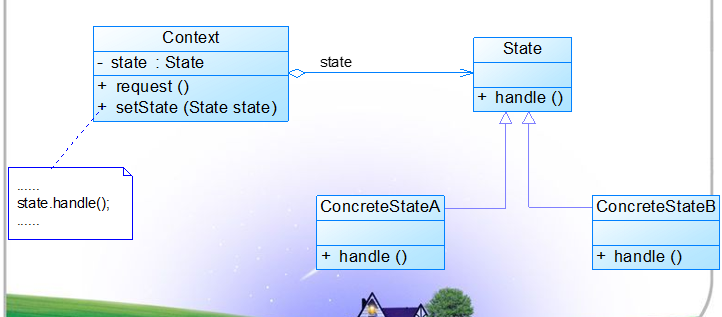 Context
- state : State
+ request ()
+ setState (State state)
state
State
+ handle ()
......
state.handle();
......
ConcreteStateA
+ handle ()
ConcreteStateB
+ handle ()